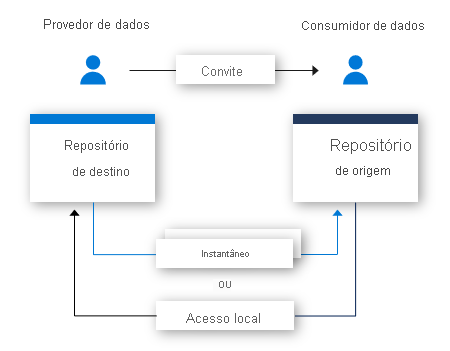 Provedor de dados
Consumidor de dados
Convite
Repositório
de destino
Repositório
de origem
Instantâneo
OU
Acesso local